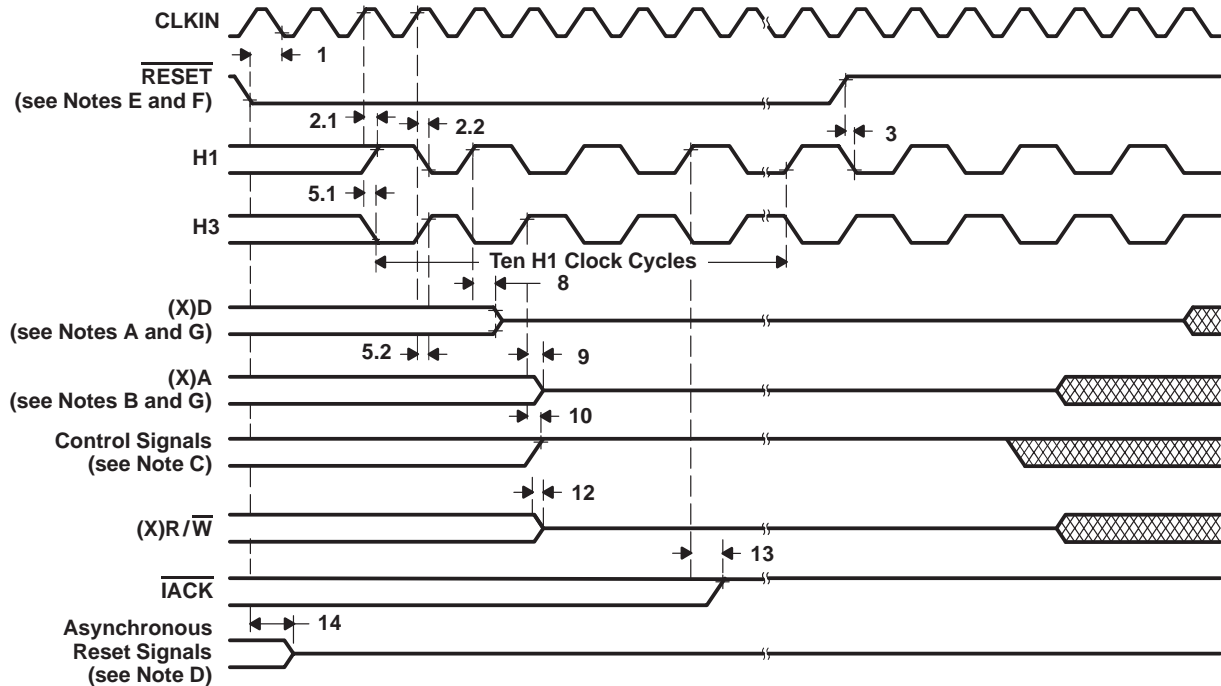 CLKIN
1
RESET
(see Notes E and F)
2.1
2.2
3
H1
5.1
H3
Ten H1 Clock Cycles
8
(X)D
(see Notes A and G)
5.2
9
(X)A
(see Notes B and G)
10
Control Signals
(see Note C)
12
(X)R/W
13
IACK
14
Asynchronous
Reset Signals
(see Note D)